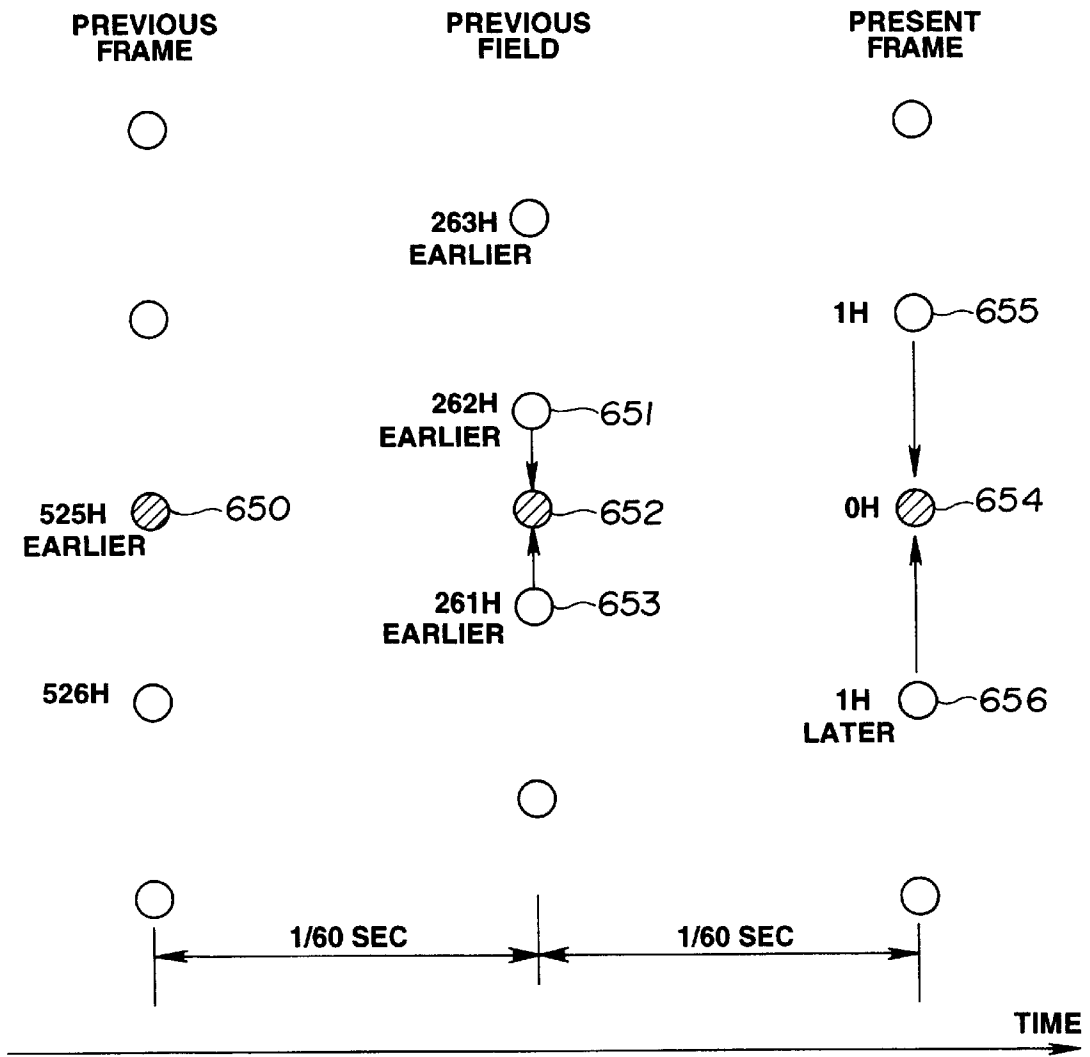 PREVIOUS
FRAME
PREVIOUS
FIELD
PRESENT
FRAME
263H
EARLIER
1H
655
262H
EARLIER
651
525H
EARLIER
650
652
0H
654
261H
EARLIER
653
526H
1H
LATER
656
1/60 SEC
1/60 SEC
TIME